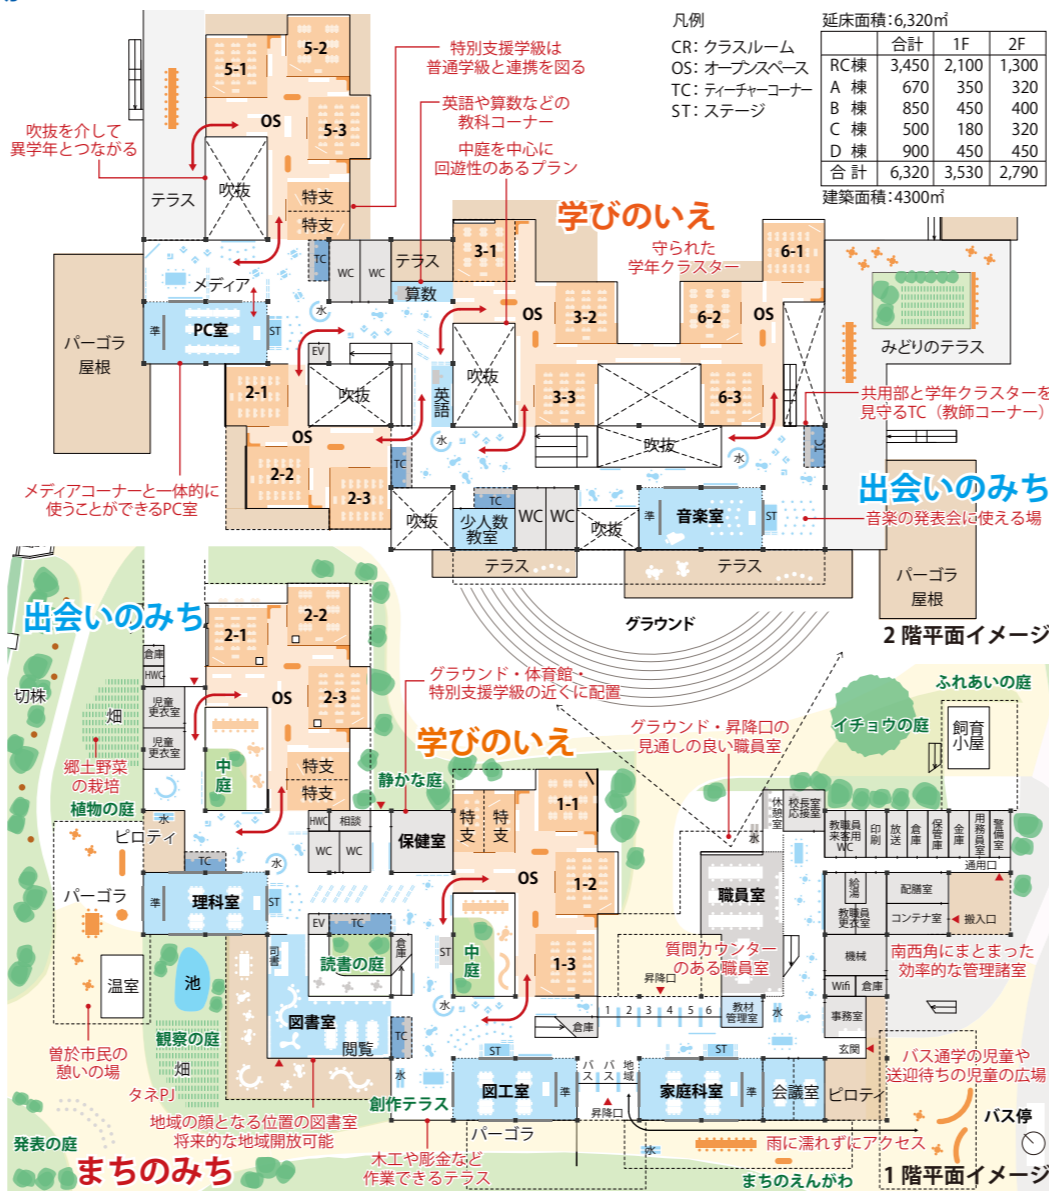 凡例
CR：クラスルーム
OS：オープンスペース
TC：ティーチャーコーナー
ST：ステージ
延床面積：6,320㎡
合計 1F 2F
RC棟 3,450 2,100 1,300
A 棟 670 350 320
B 棟 850 450 400
C 棟 500 180 320
D 棟 900 450 450
合計 6,320 3,530 2,790
建築面積：4300㎡
特別支援学級は
普通学級と連携を図る
英語や算数などの
教科コーナー
中庭を中心に
回遊性のあるプラン
吹抜を介して
異学年とつながる
学びのいえ
守られた
学年クラスター
5-1
5-2
5-3
OS
吹抜
テラス
特支
特支
TC
WC
WC
テラス
算数
水
メディア
準
PC室
ST
パーゴラ
屋根
EV
吹抜
2-1
OS
2-2
2-3
英語
水
TC
吹抜
3-1
OS
3-2
3-3
吹抜
6-1
6-2
OS
6-3
吹抜
水
TC
みどりのテラス
共用部と学年クラスターを
見守るTC（教師コーナー）
出会いのみち
音楽の発表会に使える場
メディアコーナーと一体的に
使うことができるPC室
TC
少人数
教室
WC
WC
吹抜
準
音楽室
ST
テラス
テラス
パーゴラ
屋根
グラウンド
2 階平面イメージ
出会いのみち
2-1
2-2
2-3
OS
倉庫
HWC
児童
更衣室
児童
更衣室
中庭
特支
特支
切株
畑
郷土野菜
の栽培
植物の庭
水
ピロティ
パーゴラ
グラウンド・体育館・
特別支援学級の近くに配置
学びのいえ
静かな庭
グラウンド・昇降口の
見通しの良い職員室
イチョウの庭
ふれあいの庭
飼育
小屋
HWC
相談
WC
WC
保健室
TC
水
準
理科室
ST
特支
特支
1-1
OS
1-2
1-3
中庭
ST
水
休憩室
校長室
応接室
水
職員室
教職員
来客用
WC
印刷
放送
倉庫
保管庫
金庫
用務員室
警備室
通用口
給湯
教職員
更衣室
配膳室
コンテナ室
搬入口
南西角にまとまった
効率的な管理諸室
機械
Wifi
倉庫
事務室
玄関
質問カウンター
のある職員室
昇降口
倉庫
1
2
3
4
5
6
教材
管理室
水
EV
TC
司書
読書の庭
倉庫
図書室
閲覧
TC
水
温室
池
観察の庭
畑
タネPJ
曽於市民の
憩いの場
発表の庭
地域の顔となる位置の図書室
将来的な地域開放可能
まちのみち
創作テラス
ST
図工室
準
パーゴラ
木工や彫金など
作業できるテラス
バス
バス
地域
昇降口
ST
家庭科室
準
会議室
ピロティ
バス通学の児童や
送迎待ちの児童の広場
バス停
雨に濡れずにアクセス
水
まちのえんがわ
1 階平面イメージ